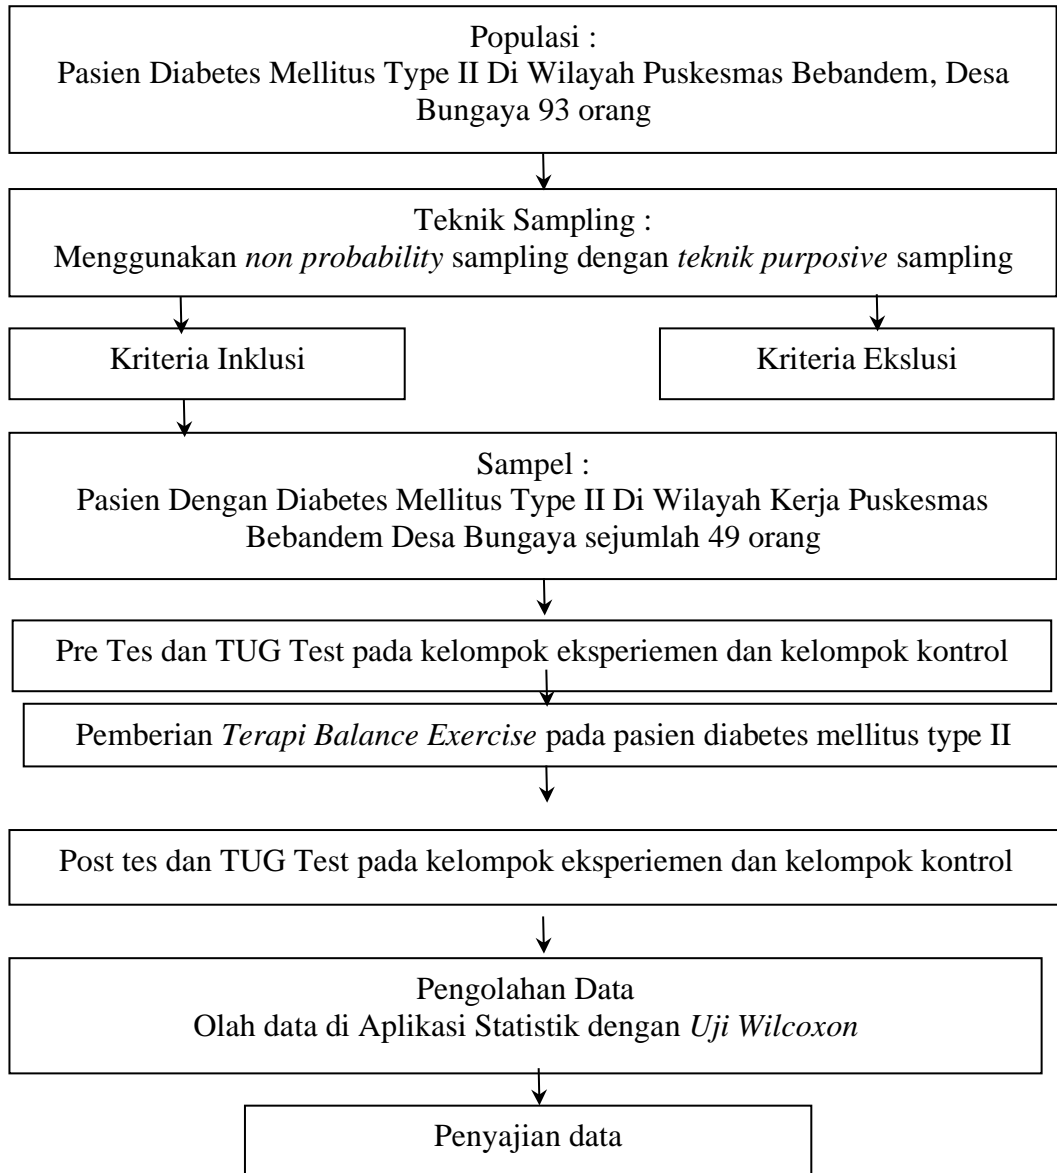 Populasi :
Pasien Diabetes Mellitus Type II Di Wilayah Puskesmas Bebandem, Desa
Bungaya 93 orang
Teknik Sampling :
Menggunakan non probability sampling dengan teknik purposive sampling
Kriteria Inklusi
Kriteria Ekslusi
Sampel :
Pasien Dengan Diabetes Mellitus Type II Di Wilayah Kerja Puskesmas
Bebandem Desa Bungaya sejumlah 49 orang
Pre Tes dan TUG Test pada kelompok eksperiemen dan kelompok kontrol
Pemberian Terapi Balance Exercise pada pasien diabetes mellitus type II
Post tes dan TUG Test pada kelompok eksperiemen dan kelompok kontrol
Pengolahan Data
Olah data di Aplikasi Statistik dengan Uji Wilcoxon
Penyajian data